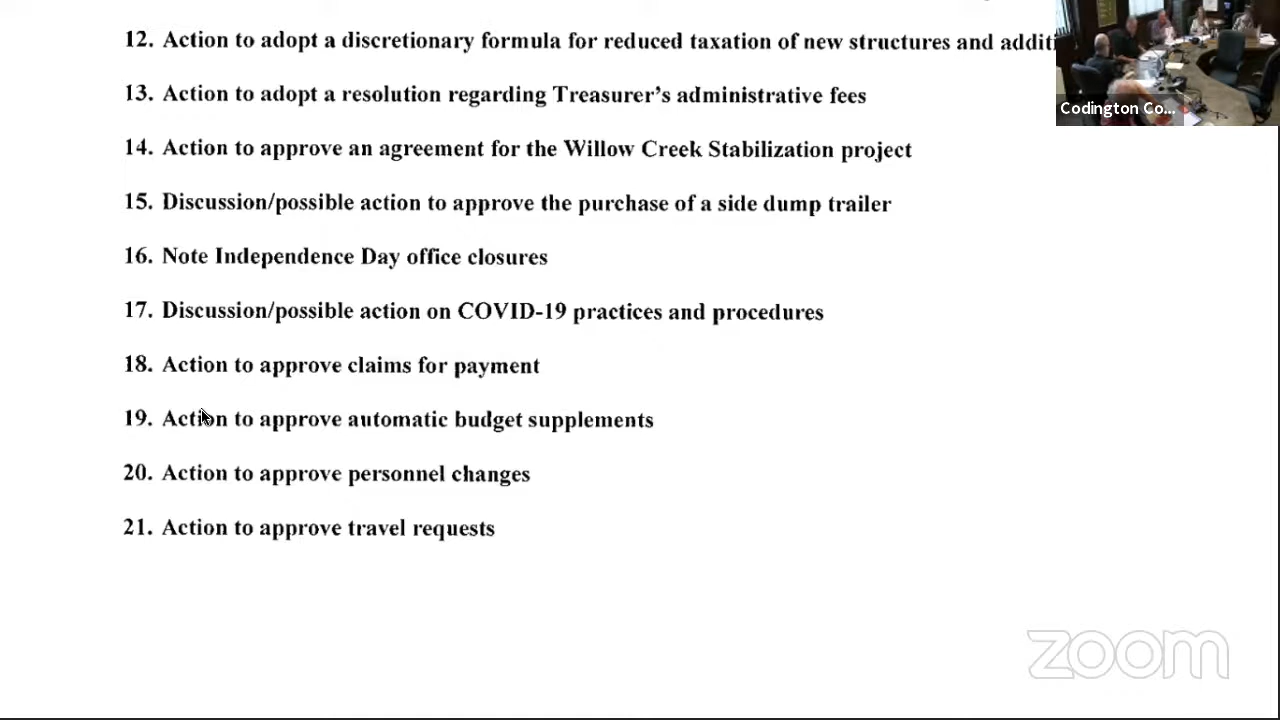 12. Action to adopt a discretionary formula for reduced taxation of new structures and additi
13. Action to adopt a resolution regarding Treasurer's administrative fees
14. Action to approve an agreement for the Willow Creek Stabilization project
15. Discussion/possible action to approve the purchase of a side dump trailer
16. Note Independence Day office closures
17. Discussion/possible action on COVID-19 practices and procedures
18. Action to approve claims for payment
19. Action to approve automatic budget supplements
20. Action to approve personnel changes
21. Action to approve travel requests
Codington Co...
zoom